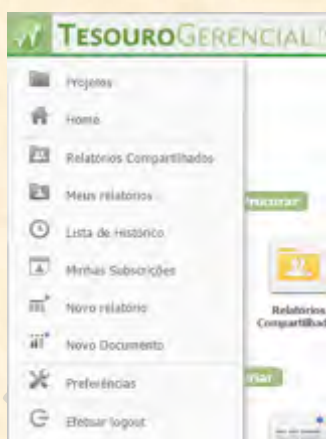 TESOUROGERENCIAL
Projetos
Home
Relatórios Compartilhados
Meus relatórios
Lista de Histórico
Minhas Subscrições
Novo relatório
Novo Documento
Preferências
Efetuar logout
Procurar
Relatórios
Compartilhad